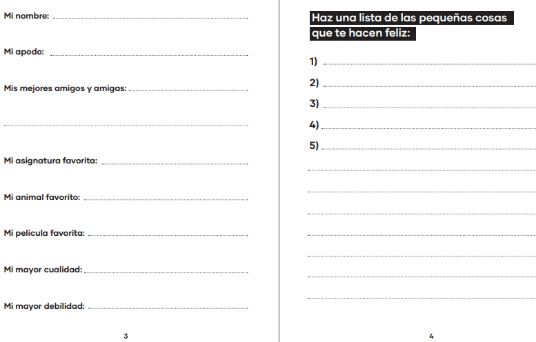 Mi nombre:
Mi apodo:
Mis mejores amigos y amigas:
Mi asignatura favorita:
Mi animal favorito:
Mi película favorita:
Mi mayor cualidad:
Mi mayor debilidad:
3
Haz una lista de las pequeñas cosas
que te hacen feliz:
1)
2)
3)
4)
5)
4